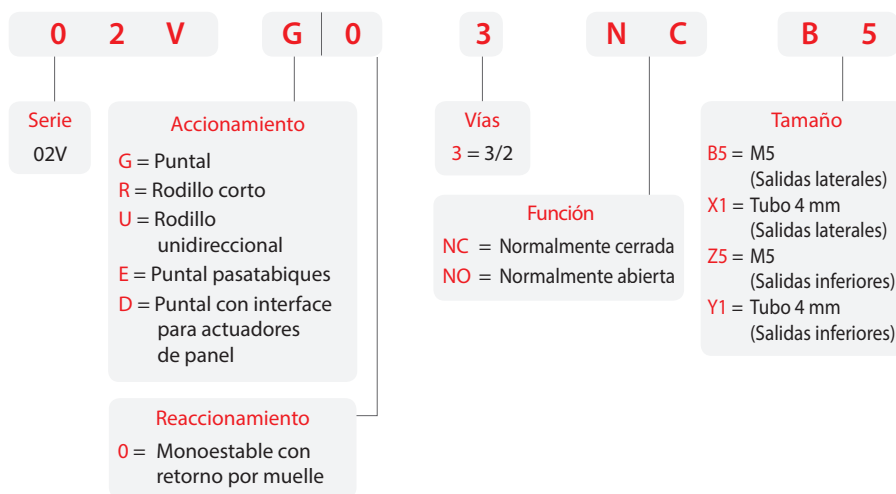 0 2 V G 0 3 N C B 5
Serie
02V
Accionamiento
G = Puntal
R = Rodillo corto
U = Rodillo
unidireccional
E = Puntal pasatabiques
D = Puntal con interface
para actuadores
de panel
Reaccionamiento
0 = Monoestable con
retorno por muelle
Vías
3 = 3/2
Función
NC = Normalmente cerrada
NO = Normalmente abierta
Tamaño
B5 = M5
(Salidas laterales)
X1 = Tubo 4 mm
(Salidas laterales)
Z5 = M5
(Salidas inferiores)
Y1 = Tubo 4 mm
(Salidas inferiores)